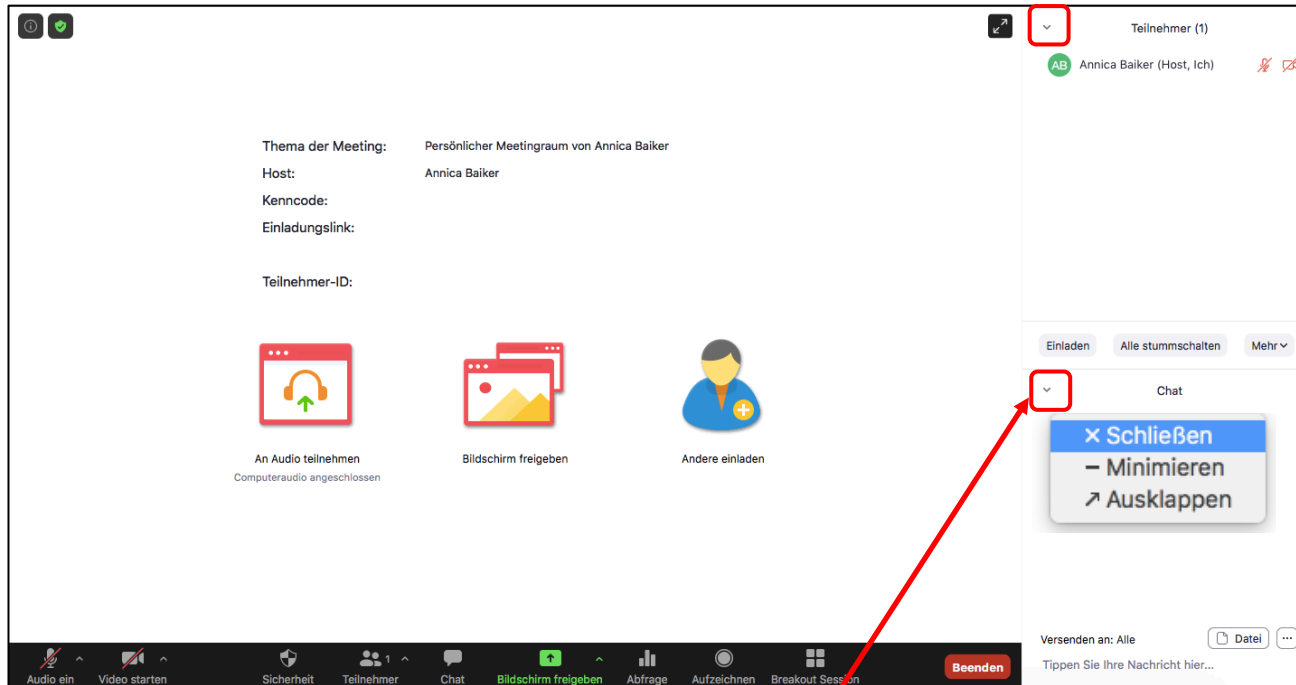 Teilnehmer (1)
AB Annica Baiker (Host, Ich)
Thema der Meeting: Persönlicher Meetingraum von Annica Baiker
Host: Annica Baiker
Kenncode:
Einladungslink:
Teilnehmer-ID:
An Audio teilnehmen
Computeraudio angeschlossen
Bildschirm freigeben
Andere einladen
Einladen Alle stummschalten Mehr
Chat
× Schließen
− Minimieren
↗ Ausklappen
Versenden an: Alle Datei ...
Tippen Sie Ihre Nachricht hier...
1
Audio ein Video starten Sicherheit Teilnehmer Chat Bildschirm freigeben Abfrage Aufzeichnen Breakout Session Beenden